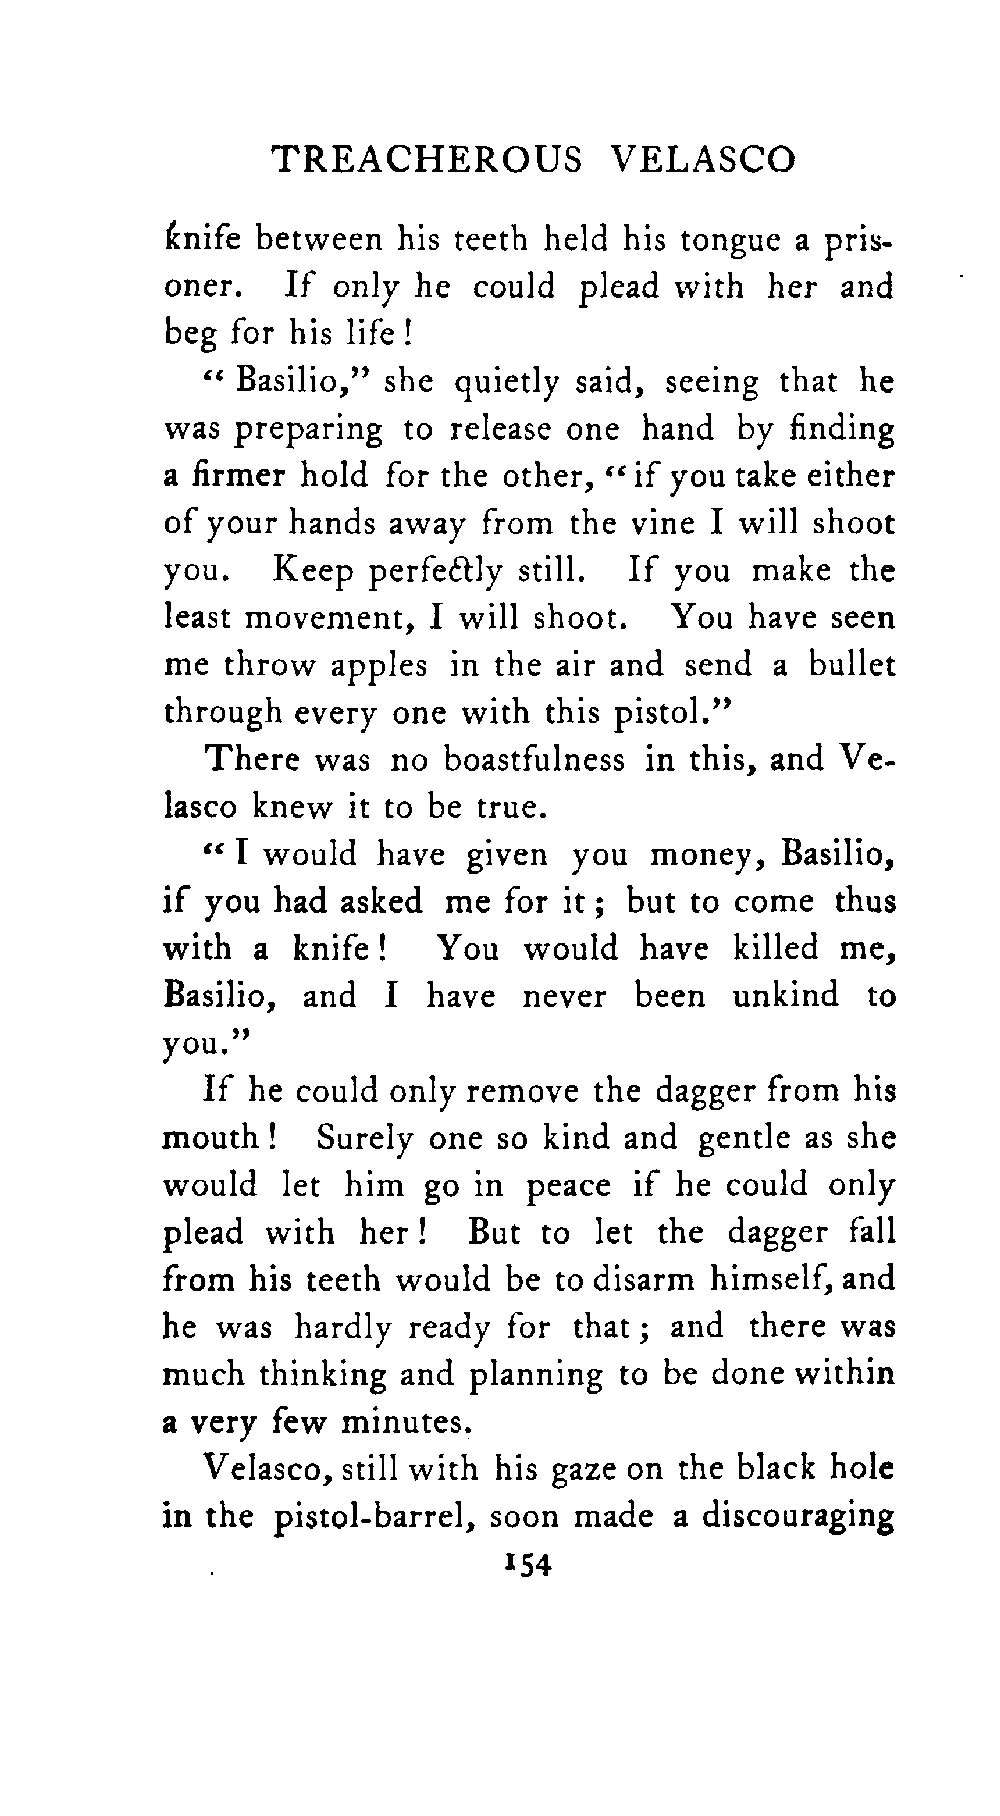 TREACHEROUS VELASCO
knife between his teeth held his tongue a pris-
oner. If only he could plead with her and
beg for his life!
“Basilio,” she quietly said, seeing that he
was preparing to release one hand by finding
a firmer hold for the other, “if you take either
of your hands away from the vine I will shoot
you. Keep perfectly still. If you make the
least movement, I will shoot. You have seen
me throw apples in the air and send a bullet
through every one with this pistol.”
There was no boastfulness in this, and Ve-
lasco knew it to be true.
“I would have given you money, Basilio,
if you had asked me for it; but to come thus
with a knife! You would have killed me,
Basilio, and I have never been unkind to
you.”
If he could only remove the dagger from his
mouth! Surely one so kind and gentle as she
would let him go in peace if he could only
plead with her! But to let the dagger fall
from his teeth would be to disarm himself, and
he was hardly ready for that; and there was
much thinking and planning to be done within
a very few minutes.
Velasco, still with his gaze on the black hole
in the pistol-barrel, soon made a discouraging
154